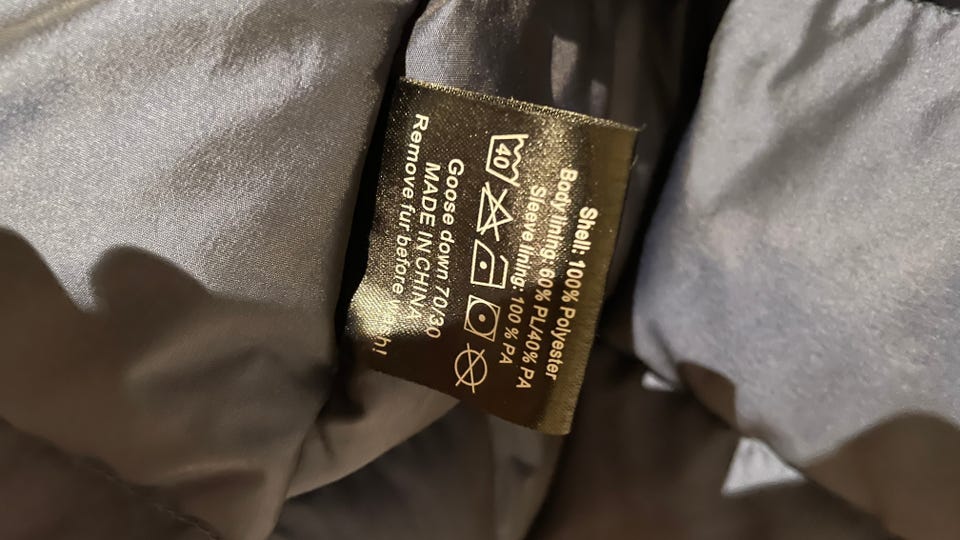 Shell: 100% Polyester
Body lining: 60% PL/40% PA
Sleeve lining: 100% PA
40
Goose down 70/30
MADE IN CHINA
Remove fur before